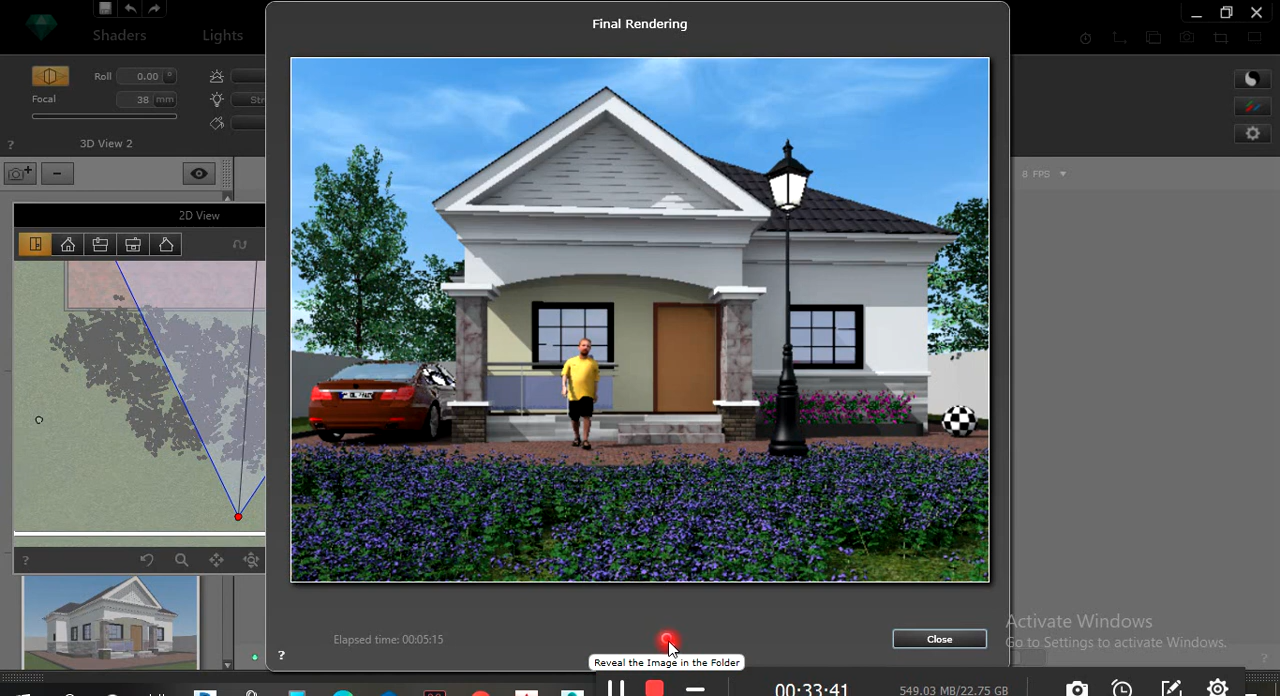 Final Rendering
Shaders
Lights
Roll
0.00 °
Focal
38 mm
?
3D View 2
8 FPS
2D View
?
Elapsed time: 00:05:15
?
Close
Reveal the Image in the Folder
Activate Windows
Go to Settings to activate Windows.
?
00:33:41
549.03 MB/22.75 GB